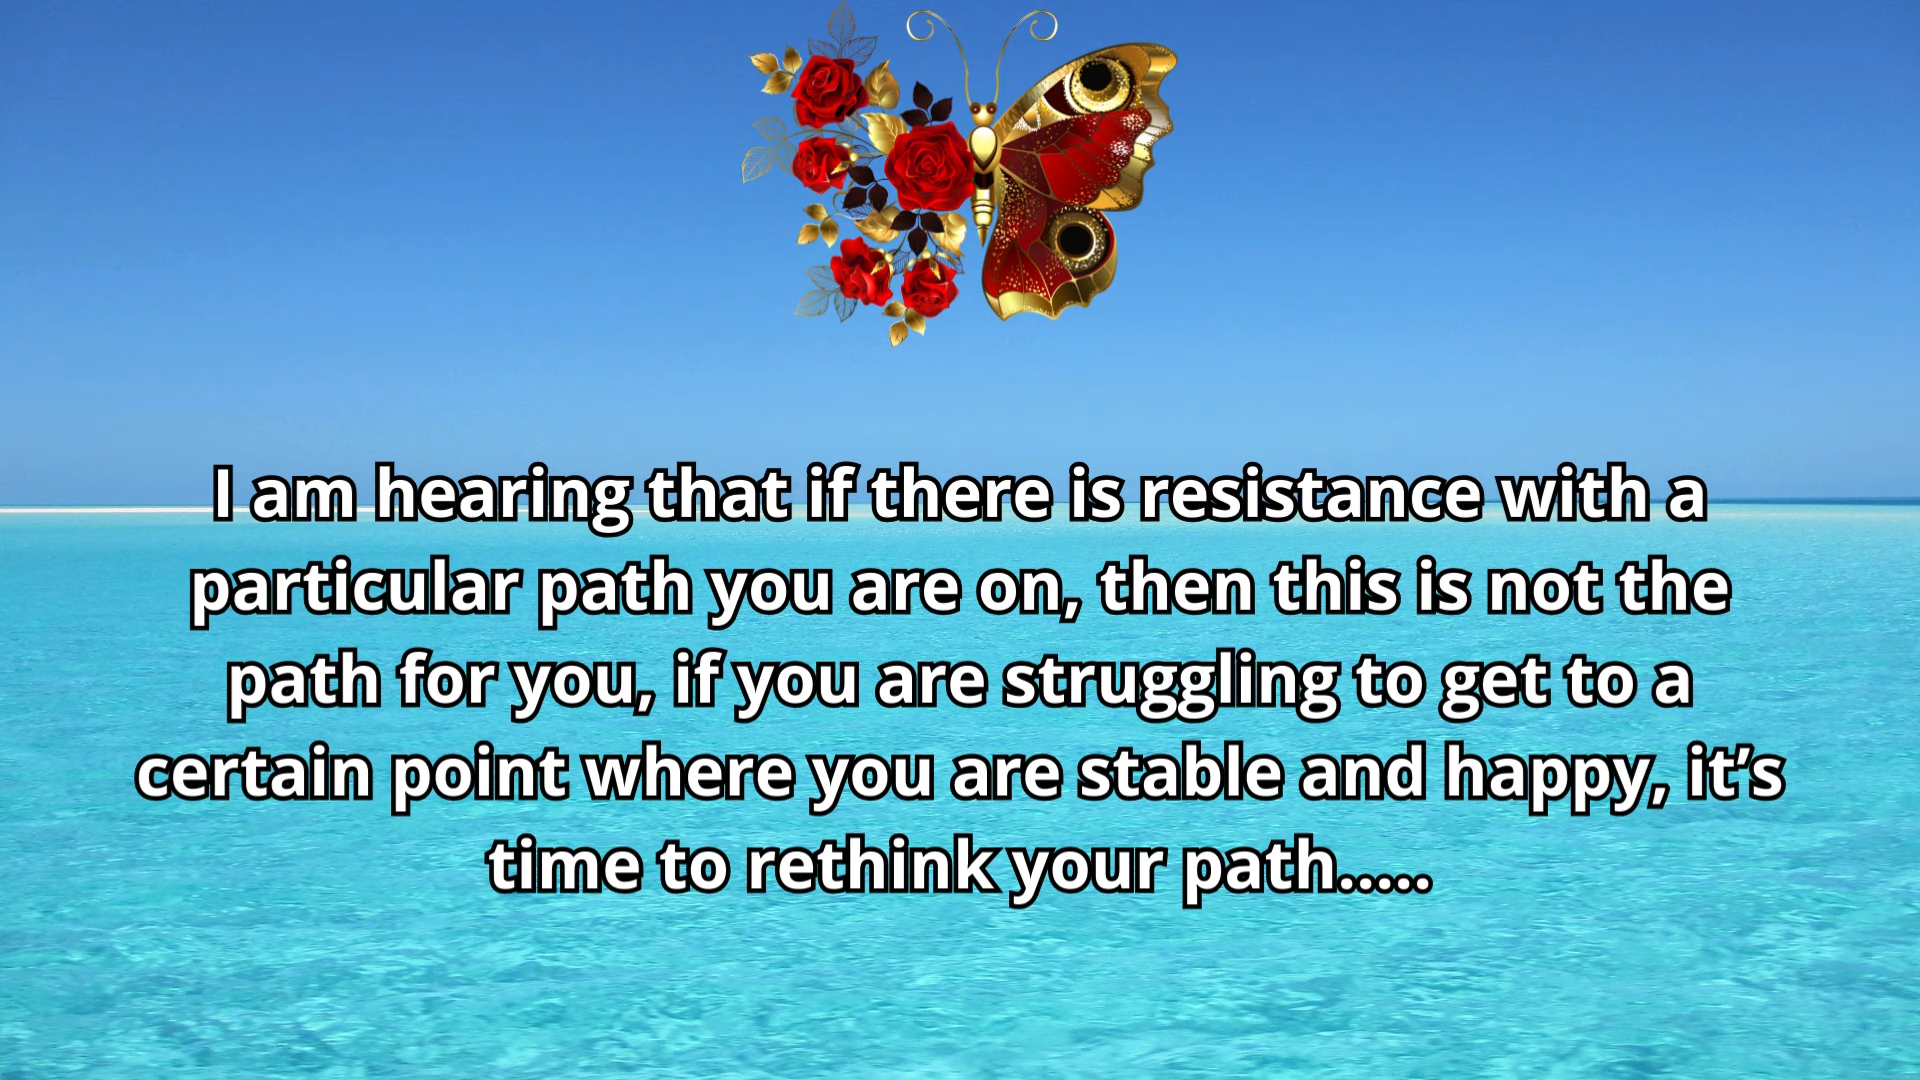 I am hearing that if there is resistance with a
particular path you are on, then this is not the
path for you, if you are struggling to get to a
certain point where you are stable and happy, it’s
time to rethink your path.....